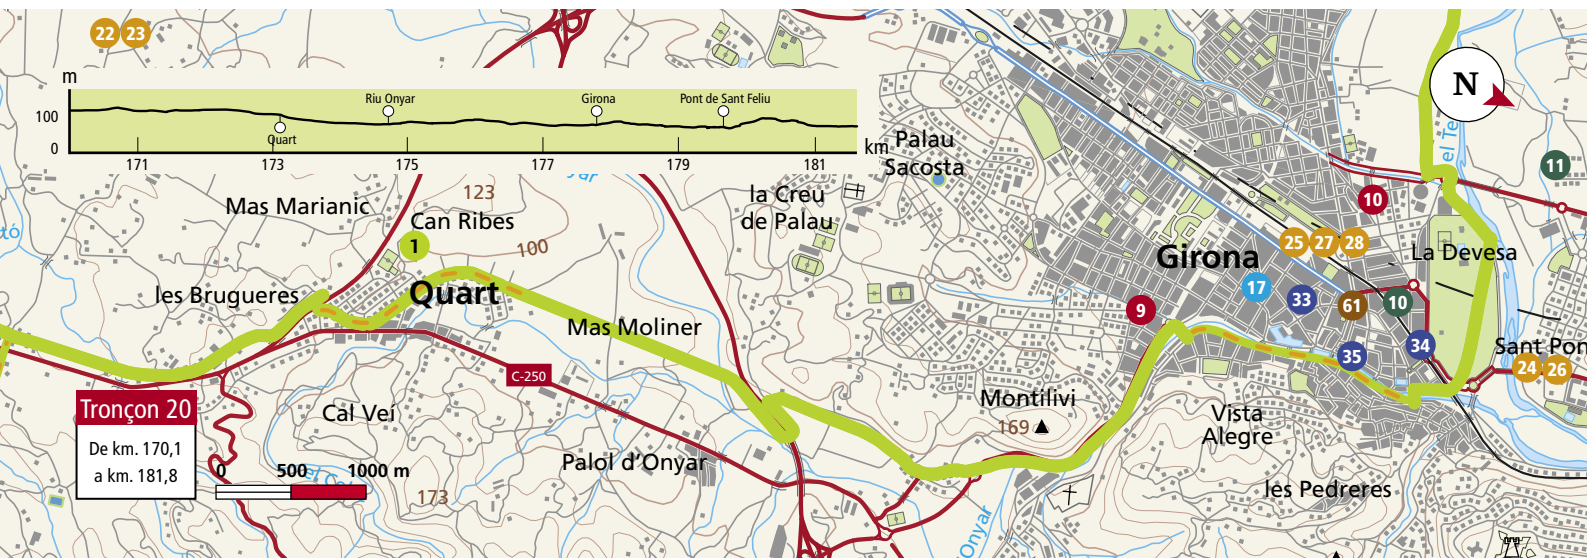 22 23
m
100
0
Riu Onyar
Girona
Pont de Sant Feliu
Quart
171
173
175
177
179
181
km
N
el Te
11
Palau
Sacosta
la Creu
de Palau
123
Mas Marianic
Can Ribes
1
100
10
25 27 28
La Devesa
Girona
17
33
61
10
9
34
35
Sant Pon
24 26
les Brugueres
Quart
Mas Moliner
C-250
Montilivi
169
Vista
Alegre
Tronçon 20
De km. 170,1
a km. 181,8
Cal Veí
0 500 1000 m
173
Palol d’Onyar
les Pedreres
Onyar